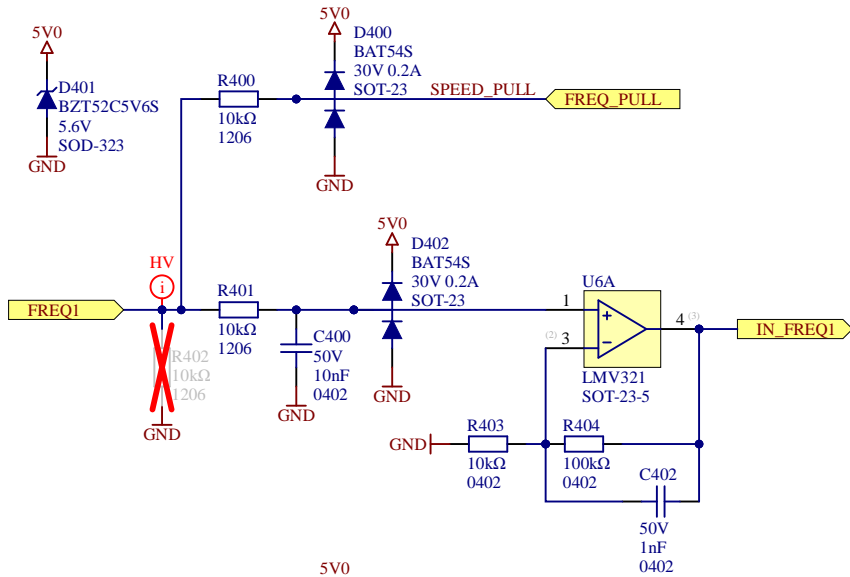 5V0
D401
BZT52C5V6S
5.6V
SOD-323
GND
5V0
D400
BAT54S
30V 0.2A
SOT-23
R400
10kΩ
1206
SPEED_PULL
FREQ_PULL
GND
HV
i
FREQ1
R402
10kΩ
1206
GND
R401
10kΩ
1206
C400
50V
10nF
0402
GND
5V0
D402
BAT54S
30V 0.2A
SOT-23
GND
U6A
1
+
(2) 3
−
4 (3)
LMV321
SOT-23-5
IN_FREQ1
GND
R403
10kΩ
0402
R404
100kΩ
0402
C402
50V
1nF
0402
5V0